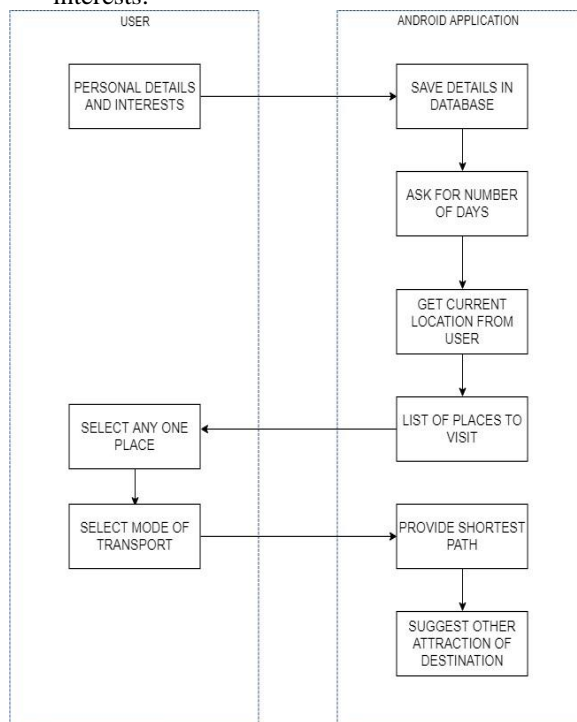 interests.
USER
ANDROID APPLICATION
PERSONAL DETAILS
AND INTERESTS
SAVE DETAILS IN
DATABASE
ASK FOR NUMBER
OF DAYS
GET CURRENT
LOCATION FROM
USER
LIST OF PLACES TO
VISIT
SELECT ANY ONE
PLACE
SELECT MODE OF
TRANSPORT
PROVIDE SHORTEST
PATH
SUGGEST OTHER
ATTRACTION OF
DESTINATION